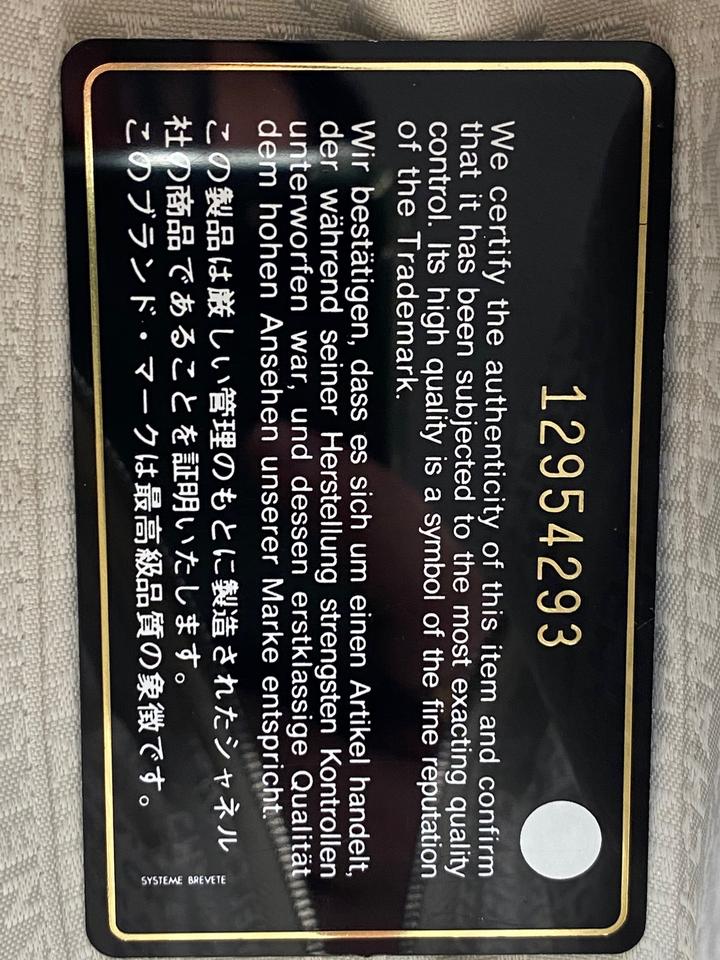 12954293
We certify the authenticity of this item and confirm
that it has been subjected to the most exacting quality
control. Its high quality is a symbol of the fine reputation
of the Trademark.
Wir bestätigen, dass es sich um einen Artikel handelt,
der während seiner Herstellung strengsten Kontrollen
unterworfen war, und dessen erstklassige Qualität
dem hohen Ansehen unserer Marke entspricht.
この製品は厳しい管理のもとに製造されたシャネル
社の商品であることを証明いたします。
このブランド・マークは最高級品質の象徴です。
SYSTEME BREVETE